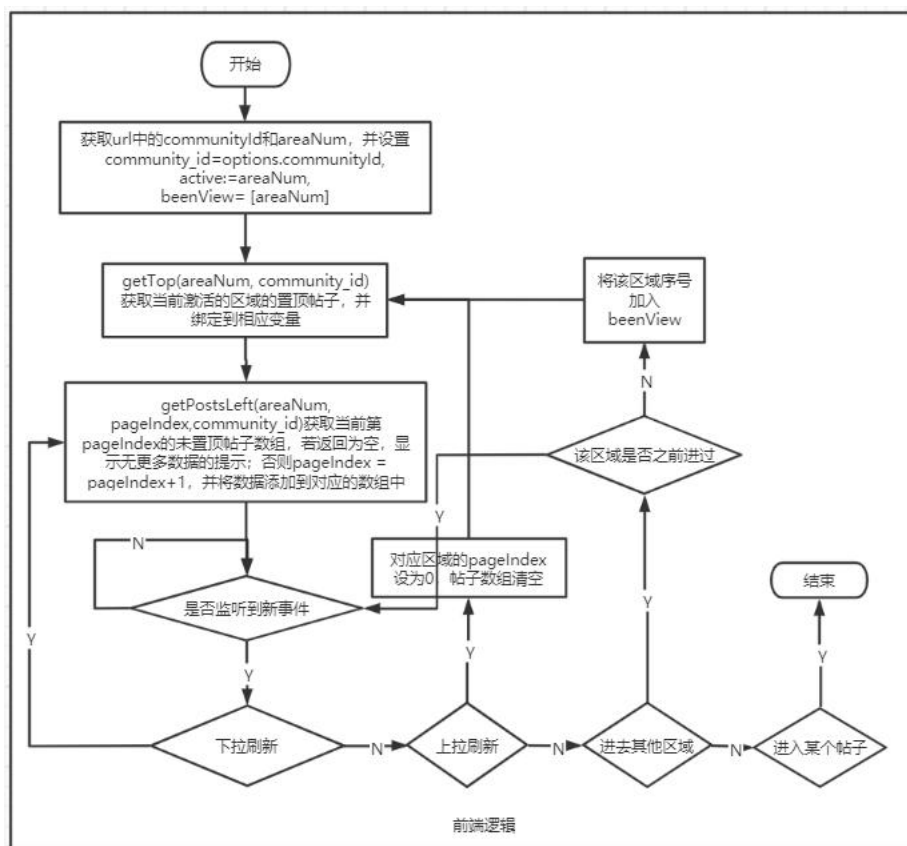 开始
获取url中的communityId和areaNum，并设置
community_id=options.communityId,
active:=areaNum,
beenView= [areaNum]
getTop(areaNum, community_id)
获取当前激活的区域的置顶帖子，并
绑定到相应变量
将该区域序号
加入
beenView
getPostsLeft(areaNum,
pageIndex,community_id)获取当前第
pageIndex的未置顶帖子数组，若返回为空，显
示无更多数据的提示；否则pageIndex =
pageIndex+1，并将数据添加到对应的数组中
N
该区域是否之前进过
Y
N
对应区域的pageIndex
设为0，帖子数组清空
结束
是否监听到新事件
Y
Y
Y
Y
Y
下拉刷新
N
上拉刷新
N
进去其他区域
N
进入某个帖子
前端逻辑